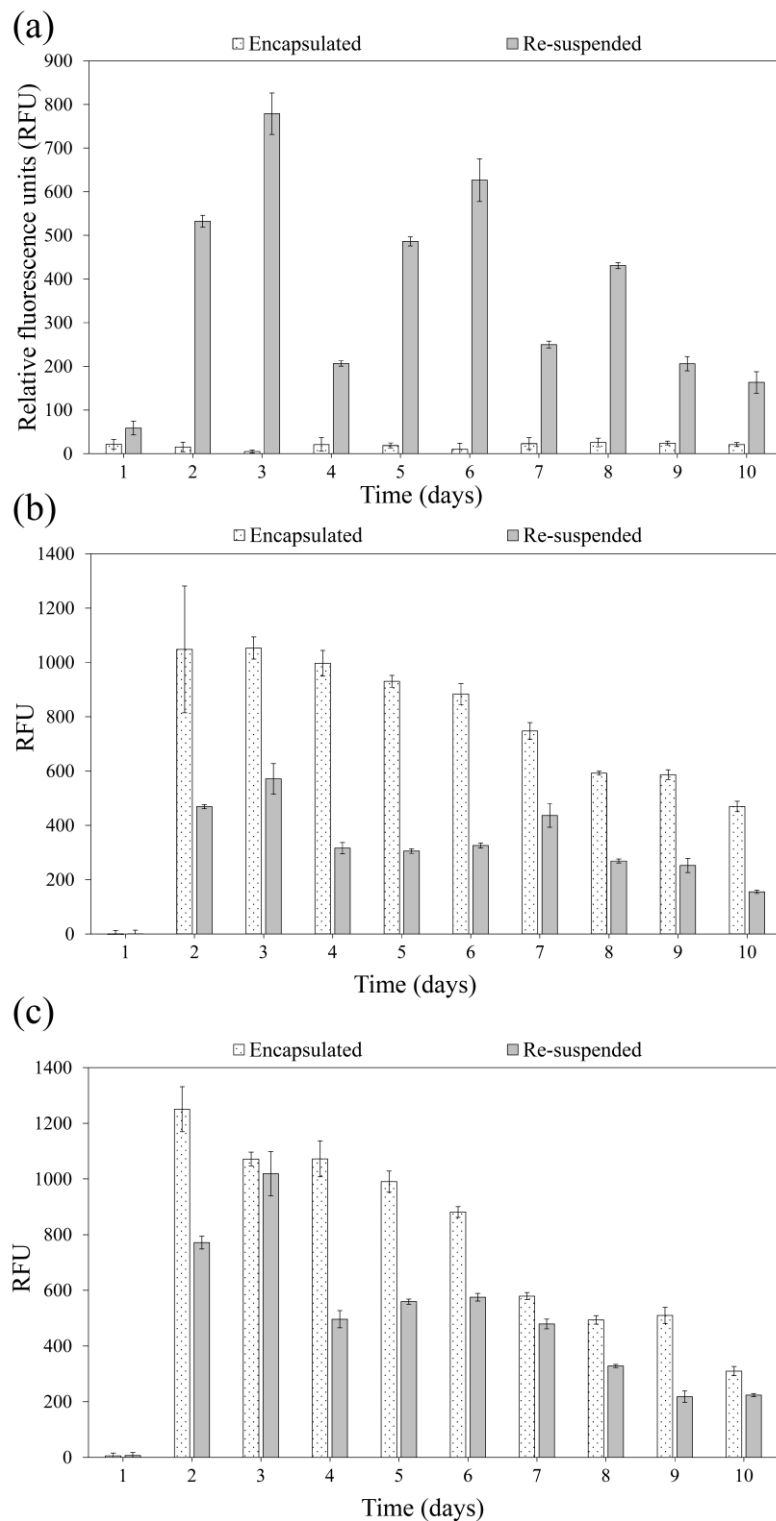 (a)
Encapsulated Re-suspended
Relative fluorescence units (RFU)
900
800
700
600
500
400
300
200
100
0
1 2 3 4 5 6 7 8 9 10
Time (days)
(b)
Encapsulated Re-suspended
RFU
1400
1200
1000
800
600
400
200
0
1 2 3 4 5 6 7 8 9 10
Time (days)
(c)
Encapsulated Re-suspended
RFU
1400
1200
1000
800
600
400
200
0
1 2 3 4 5 6 7 8 9 10
Time (days)